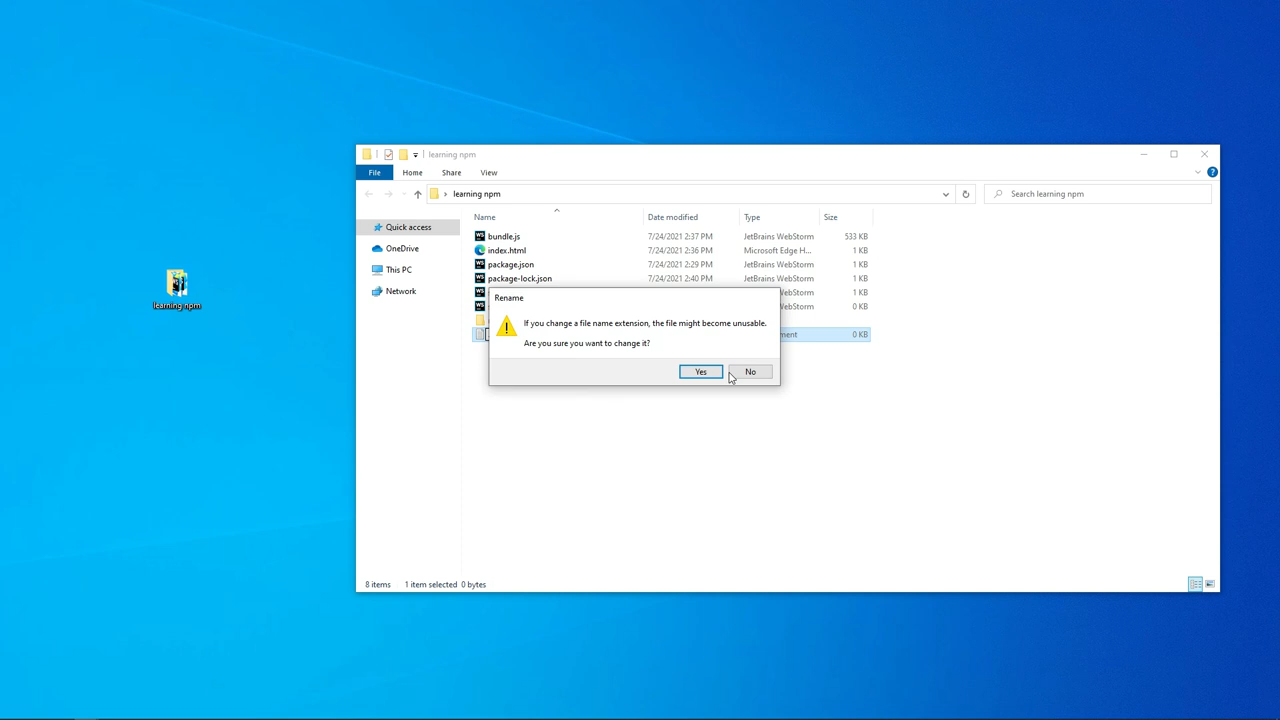 learning npm
learning npm
File Home Share View
› learning npm
Search learning npm
Quick access
OneDrive
This PC
Network
Name Date modified Type Size
bundle.js 7/24/2021 2:37 PM JetBrains WebStorm 533 KB
index.html 7/24/2021 2:36 PM Microsoft Edge H... 1 KB
package.json 7/24/2021 2:29 PM JetBrains WebStorm 1 KB
package-lock.json 7/24/2021 2:40 PM JetBrains WebStorm 1 KB
WebStorm 1 KB
WebStorm 0 KB
ment 0 KB
Rename
If you change a file name extension, the file might become unusable.
Are you sure you want to change it?
Yes No
8 items 1 item selected 0 bytes